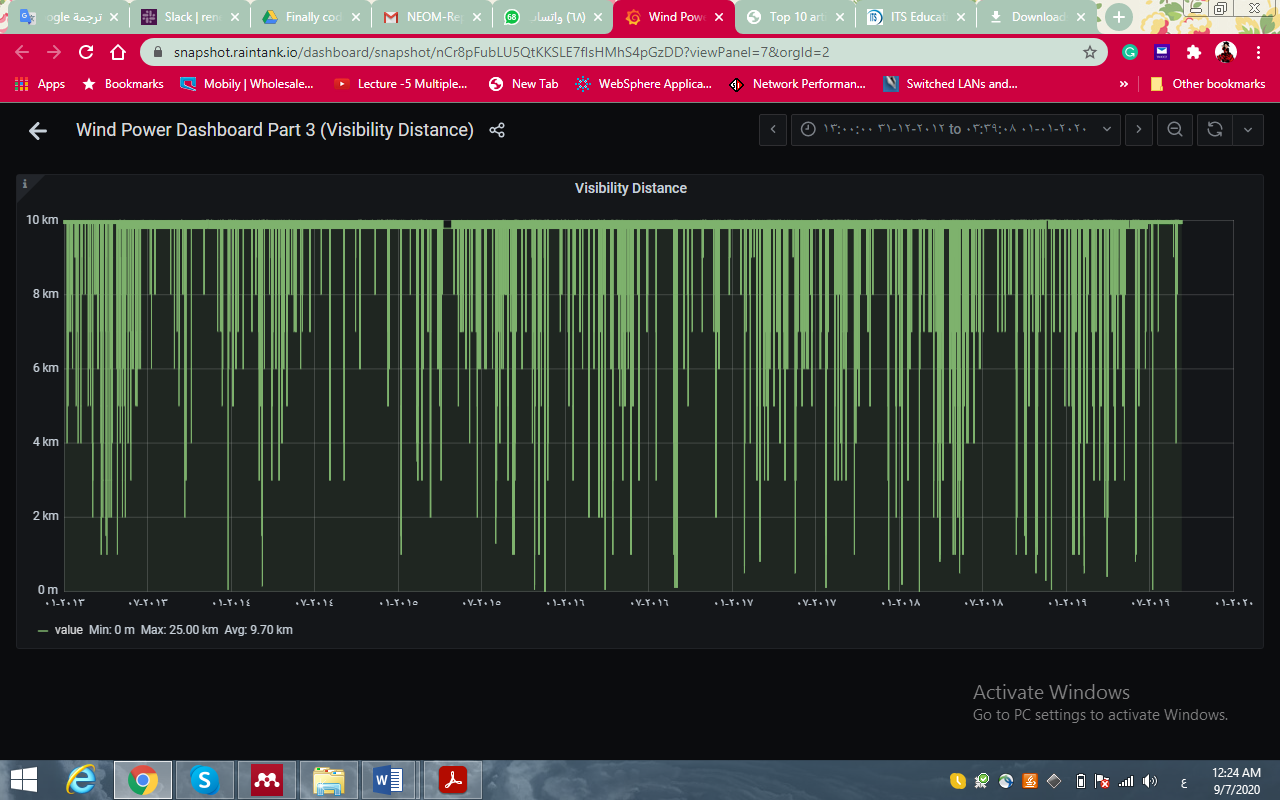 ترجمة oogle
Slack | ren
Finally cod
NEOM-Re
(٦٨) واتساب
Wind Pow
Top 10 arti
ITS Educat
Download
snapshot.raintank.io/dashboard/snapshot/nCr8pFubLU5QtKKSLE7flsHMhS4pGzDD?viewPanel=7&orgId=2
Apps
Bookmarks
Mobily | Wholesale...
Lecture -5 Multiple...
New Tab
WebSphere Applica...
Network Performan...
Switched LANs and...
»
Other bookmarks
Wind Power Dashboard Part 3 (Visibility Distance)
١٣:٠٠:٠٠ ٣١-١٢-٢٠١٢ to ٠٣:٣٩:٠٨ ٠١-٠١-٢٠٢٠
Visibility Distance
10 km
8 km
6 km
4 km
2 km
0 m
٠١-٢٠١٣ ٠٧-٢٠١٣ ٠١-٢٠١٤ ٠٧-٢٠١٤ ٠١-٢٠١٥ ٠٧-٢٠١٥ ٠١-٢٠١٦ ٠٧-٢٠١٦ ٠١-٢٠١٧ ٠٧-٢٠١٧ ٠١-٢٠١٨ ٠٧-٢٠١٨ ٠١-٢٠١٩ ٠٧-٢٠١٩ ٠١-٢٠٢٠
value Min: 0 m Max: 25.00 km Avg: 9.70 km
Activate Windows
Go to PC settings to activate Windows.
ع
12:24 AM
9/7/2020